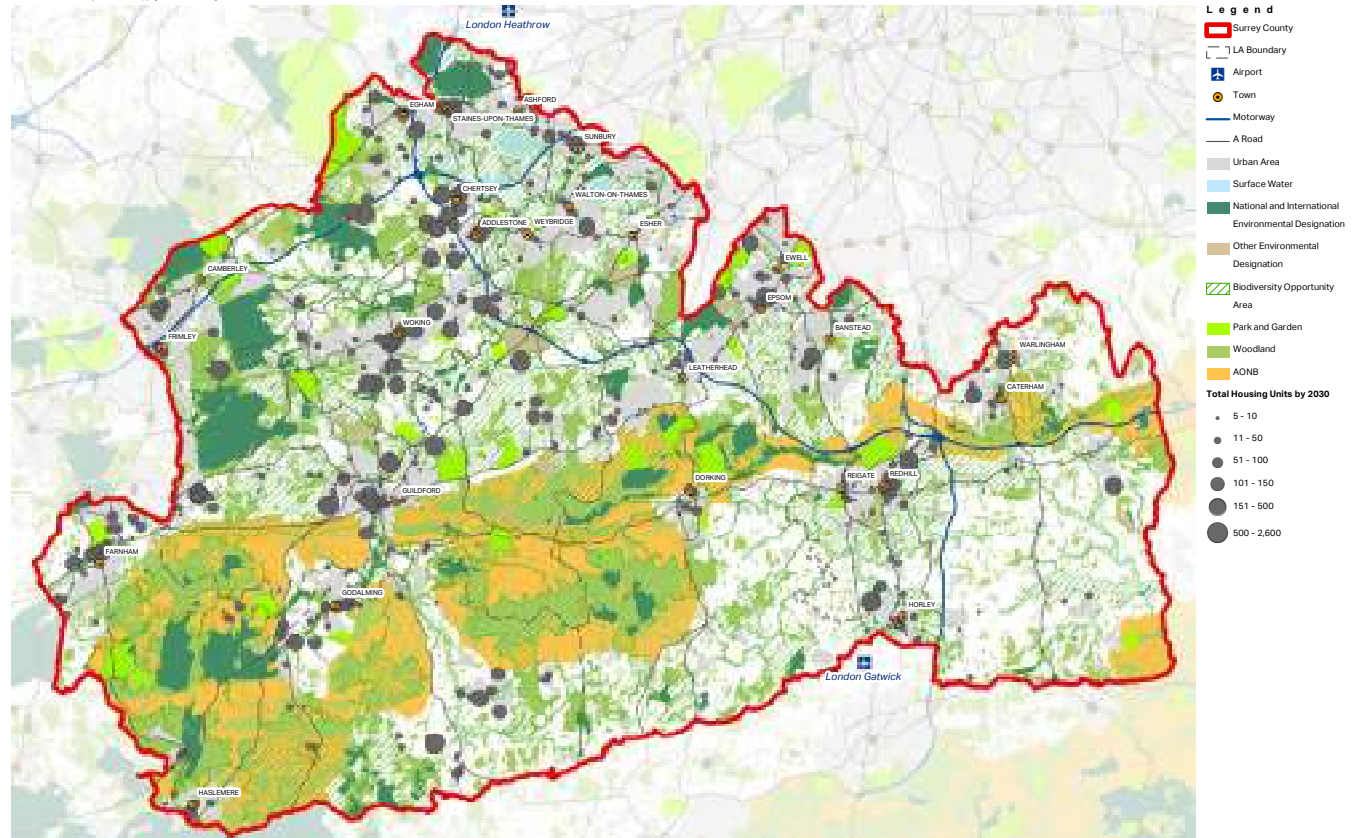 London Heathrow
EGHAM
ASHFORD
STAINES-UPON-THAMES
SUNBURY
CHERTSEY
WALTON-ON-THAMES
ADDLESTONE
WEYBRIDGE
ESHER
CAMBERLEY
EWELL
EPSOM
FRIMLEY
WOKING
BANSTEAD
WARLINGHAM
LEATHERHEAD
CATERHAM
DORKING
REIGATE
REDHILL
GUILDFORD
FARNHAM
GODALMING
HORLEY
London Gatwick
HASLEMERE
Legend
Surrey County
LA Boundary
Airport
Town
Motorway
A Road
Urban Area
Surface Water
National and International
Environmental Designation
Other Environmental
Designation
Biodiversity Opportunity
Area
Park and Garden
Woodland
AONB
Total Housing Units by 2030
5 - 10
11 - 50
51 - 100
101 - 150
151 - 500
500 - 2,600